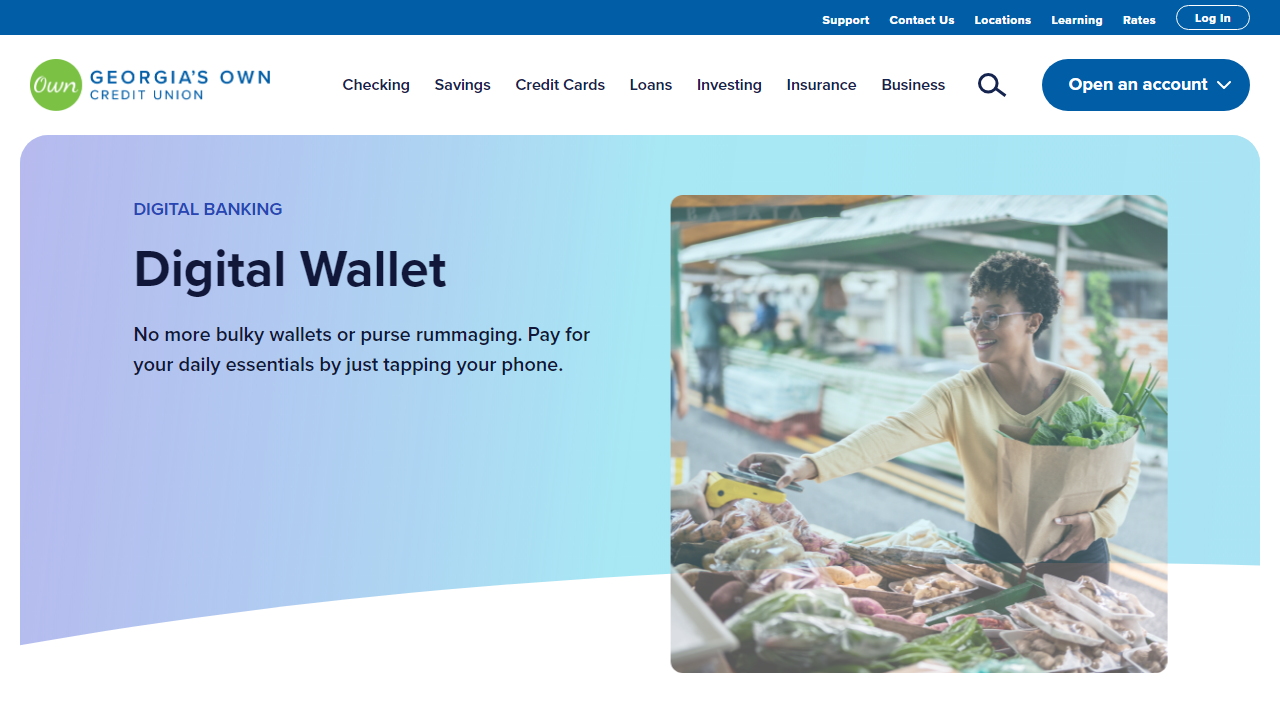 Support Contact Us Locations Learning Rates Log In
Own GEORGIA'S OWN
CREDIT UNION
Checking Savings Credit Cards Loans Investing Insurance Business Open an account
DIGITAL BANKING
Digital Wallet
No more bulky wallets or purse rummaging. Pay for
your daily essentials by just tapping your phone.